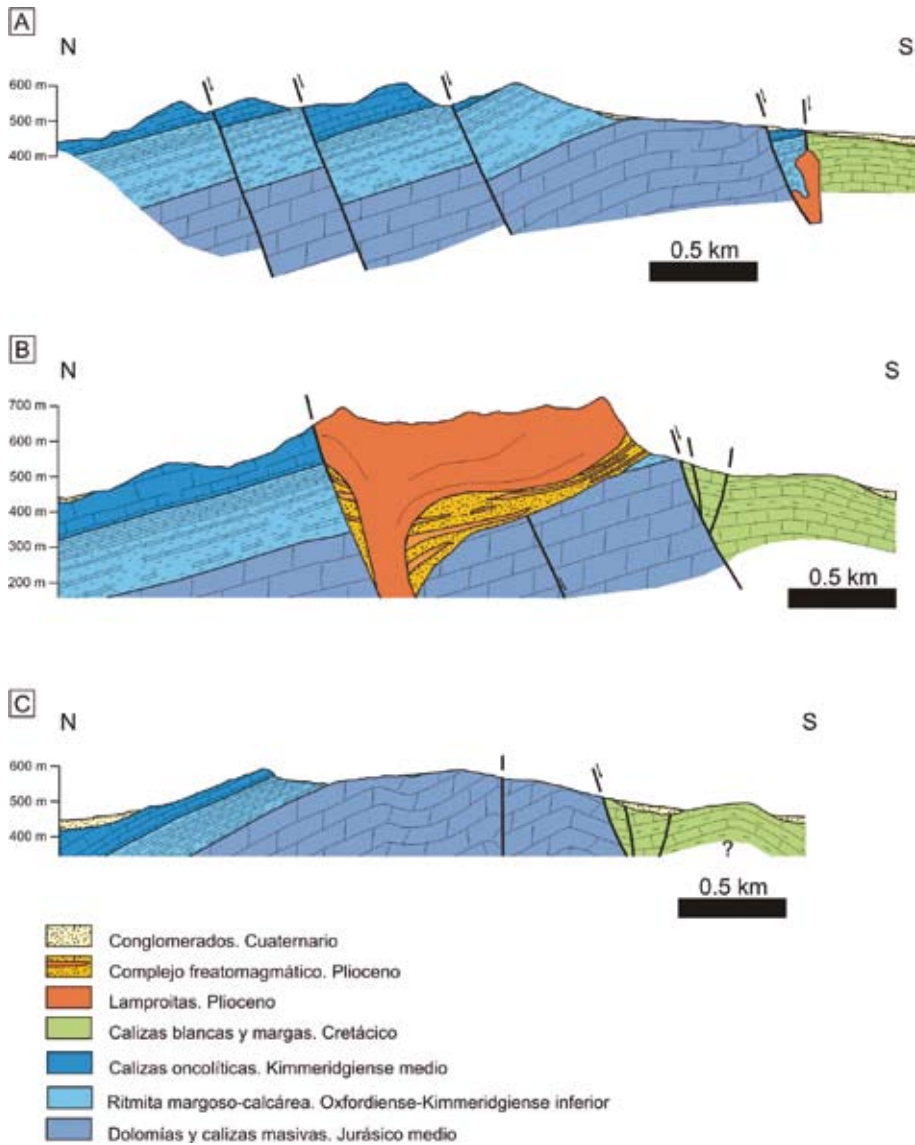 A
N S
600 m
500 m
400 m
0.5 km
B
N S
700 m
600 m
500 m
400 m
300 m
200 m
0.5 km
C
N S
600 m
500 m
400 m
?
0.5 km
Conglomerados. Cuaternario
Complejo freatomagmático. Plioceno
Lamproitas. Plioceno
Calizas blancas y margas. Cretácico
Calizas oncolíticas. Kimmeridgiense medio
Ritmita margoso-calcárea. Oxfordiense-Kimmeridgiense inferior
Dolomías y calizas masivas. Jurásico medio